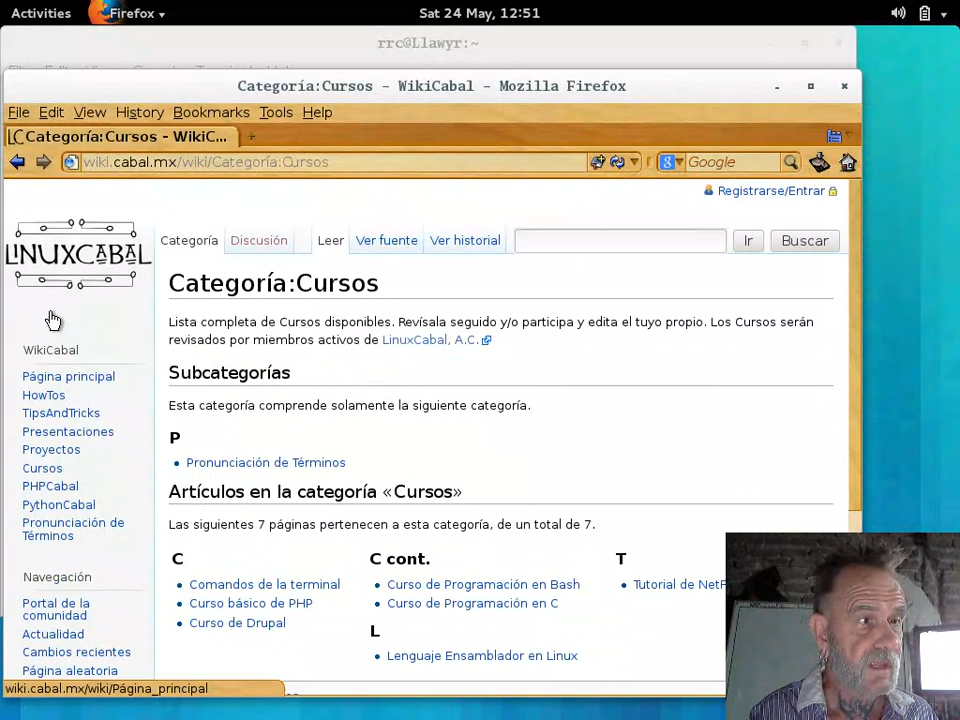 Activities Firefox Sat 24 May, 12:51
rrc@Llawyr:~
Categoría:Cursos - WikiCabal - Mozilla Firefox
File Edit View History Bookmarks Tools Help
Categoría:Cursos - WikiC...
wiki.cabal.mx/wiki/Categoría:Cursos Google
Registrarse/Entrar
LINUXCABAL
Categoría Discusión Leer Ver fuente Ver historial Ir Buscar
Categoría:Cursos
Lista completa de Cursos disponibles. Revísala seguido y/o participa y edita el tuyo propio. Los Cursos serán
revisados por miembros activos de LinuxCabal, A.C.
Subcategorías
Esta categoría comprende solamente la siguiente categoría.
P
Pronunciación de Términos
Artículos en la categoría «Cursos»
Las siguientes 7 páginas pertenecen a esta categoría, de un total de 7.
C
Comandos de la terminal
Curso básico de PHP
Curso de Drupal
C cont.
Curso de Programación en Bash
Curso de Programación en C
L
Lenguaje Ensamblador en Linux
T
Tutorial de
WikiCabal
Página principal
HowTos
TipsAndTricks
Presentaciones
Proyectos
Cursos
PHPCabal
PythonCabal
Pronunciación de
Términos
Navegación
Portal de la
comunidad
Actualidad
Cambios recientes
Página aleatoria
wiki.cabal.mx/wiki/Página_principal